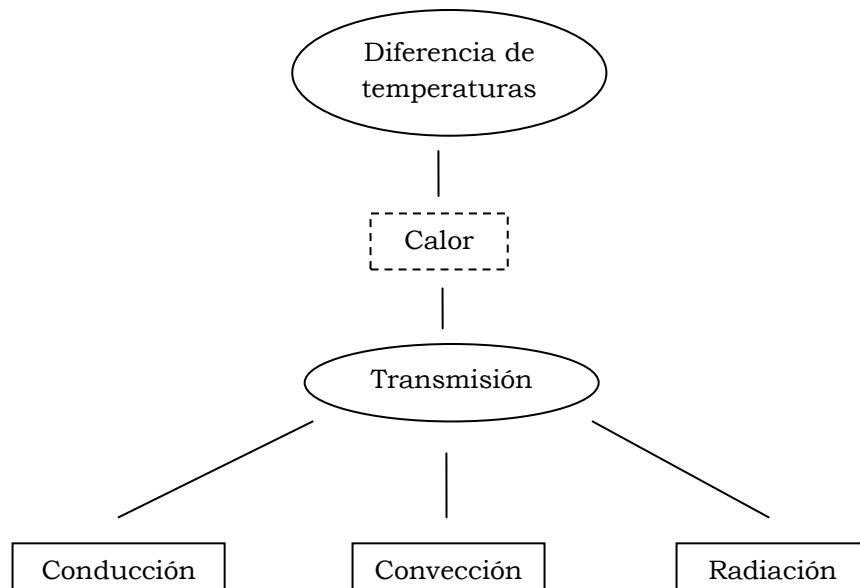 Diferencia de
temperaturas
Calor
Transmisión
Conducción
Convección
Radiación